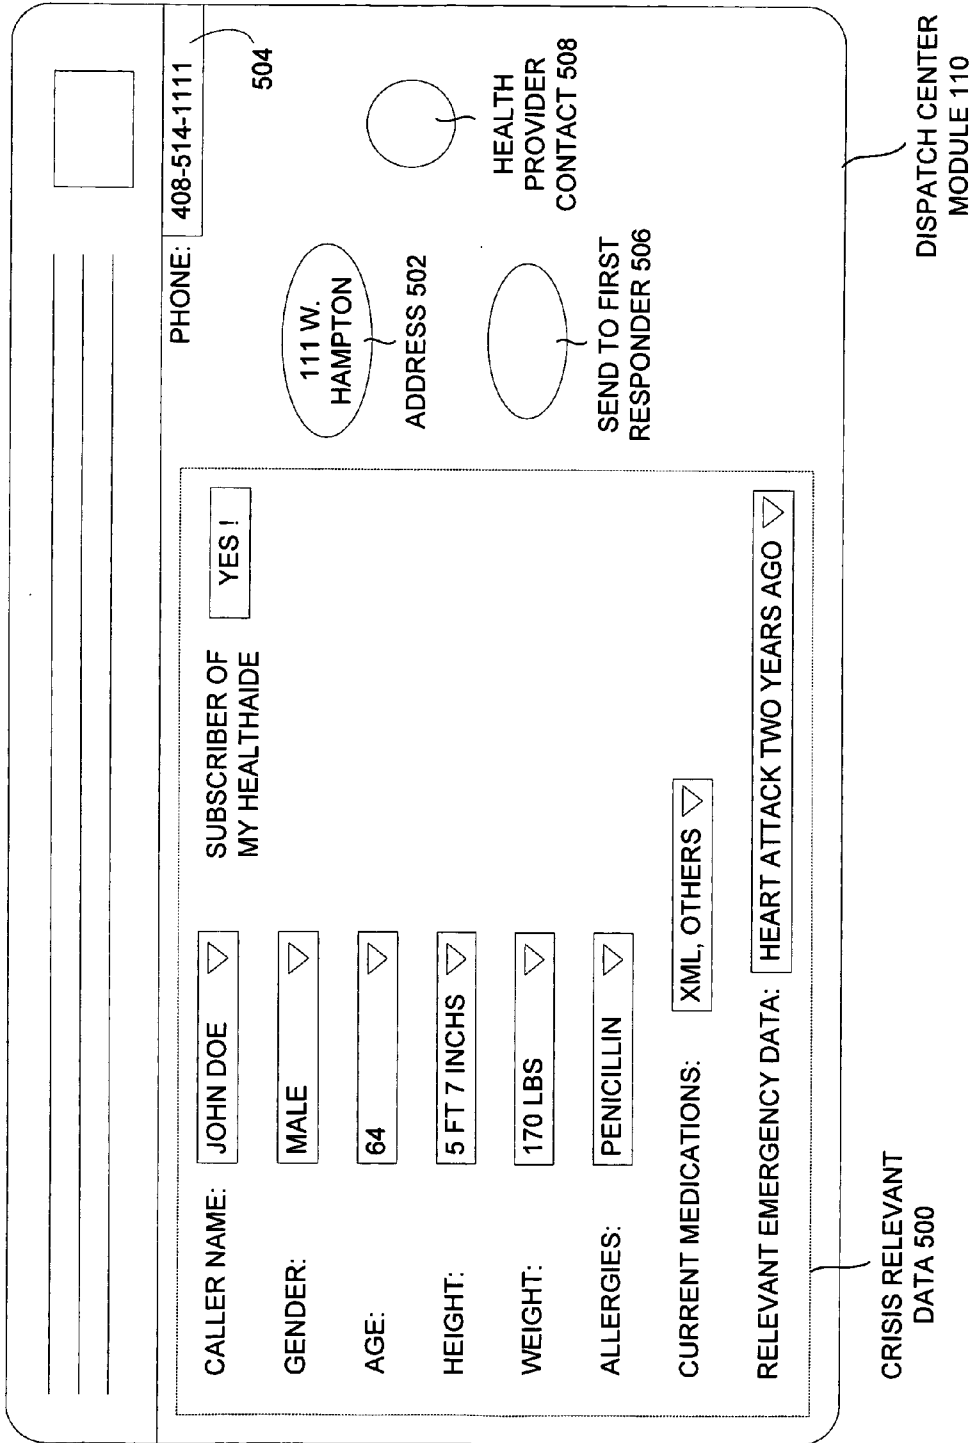 PHONE: 408-514-1111
504
CALLER NAME: JOHN DOE
SUBSCRIBER OF
MY HEALTHAIDE
YES !
GENDER: MALE
AGE: 64
HEIGHT: 5 FT 7 INCHS
WEIGHT: 170 LBS
ALLERGIES: PENICILLIN
CURRENT MEDICATIONS: XML, OTHERS
RELEVANT EMERGENCY DATA: HEART ATTACK TWO YEARS AGO
111 W.
HAMPTON
ADDRESS 502
HEALTH
PROVIDER
CONTACT 508
SEND TO FIRST
RESPONDER 506
CRISIS RELEVANT
DATA 500
DISPATCH CENTER
MODULE 110